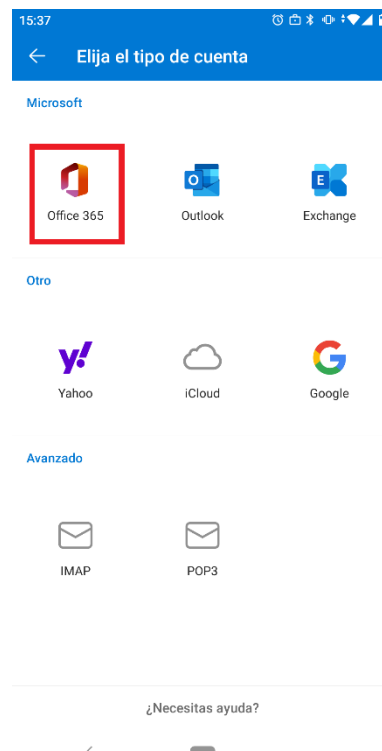 15:37
Elija el tipo de cuenta
Microsoft
Office 365
Outlook
Exchange
Otro
Yahoo
iCloud
Google
Avanzado
IMAP
POP3
¿Necesitas ayuda?